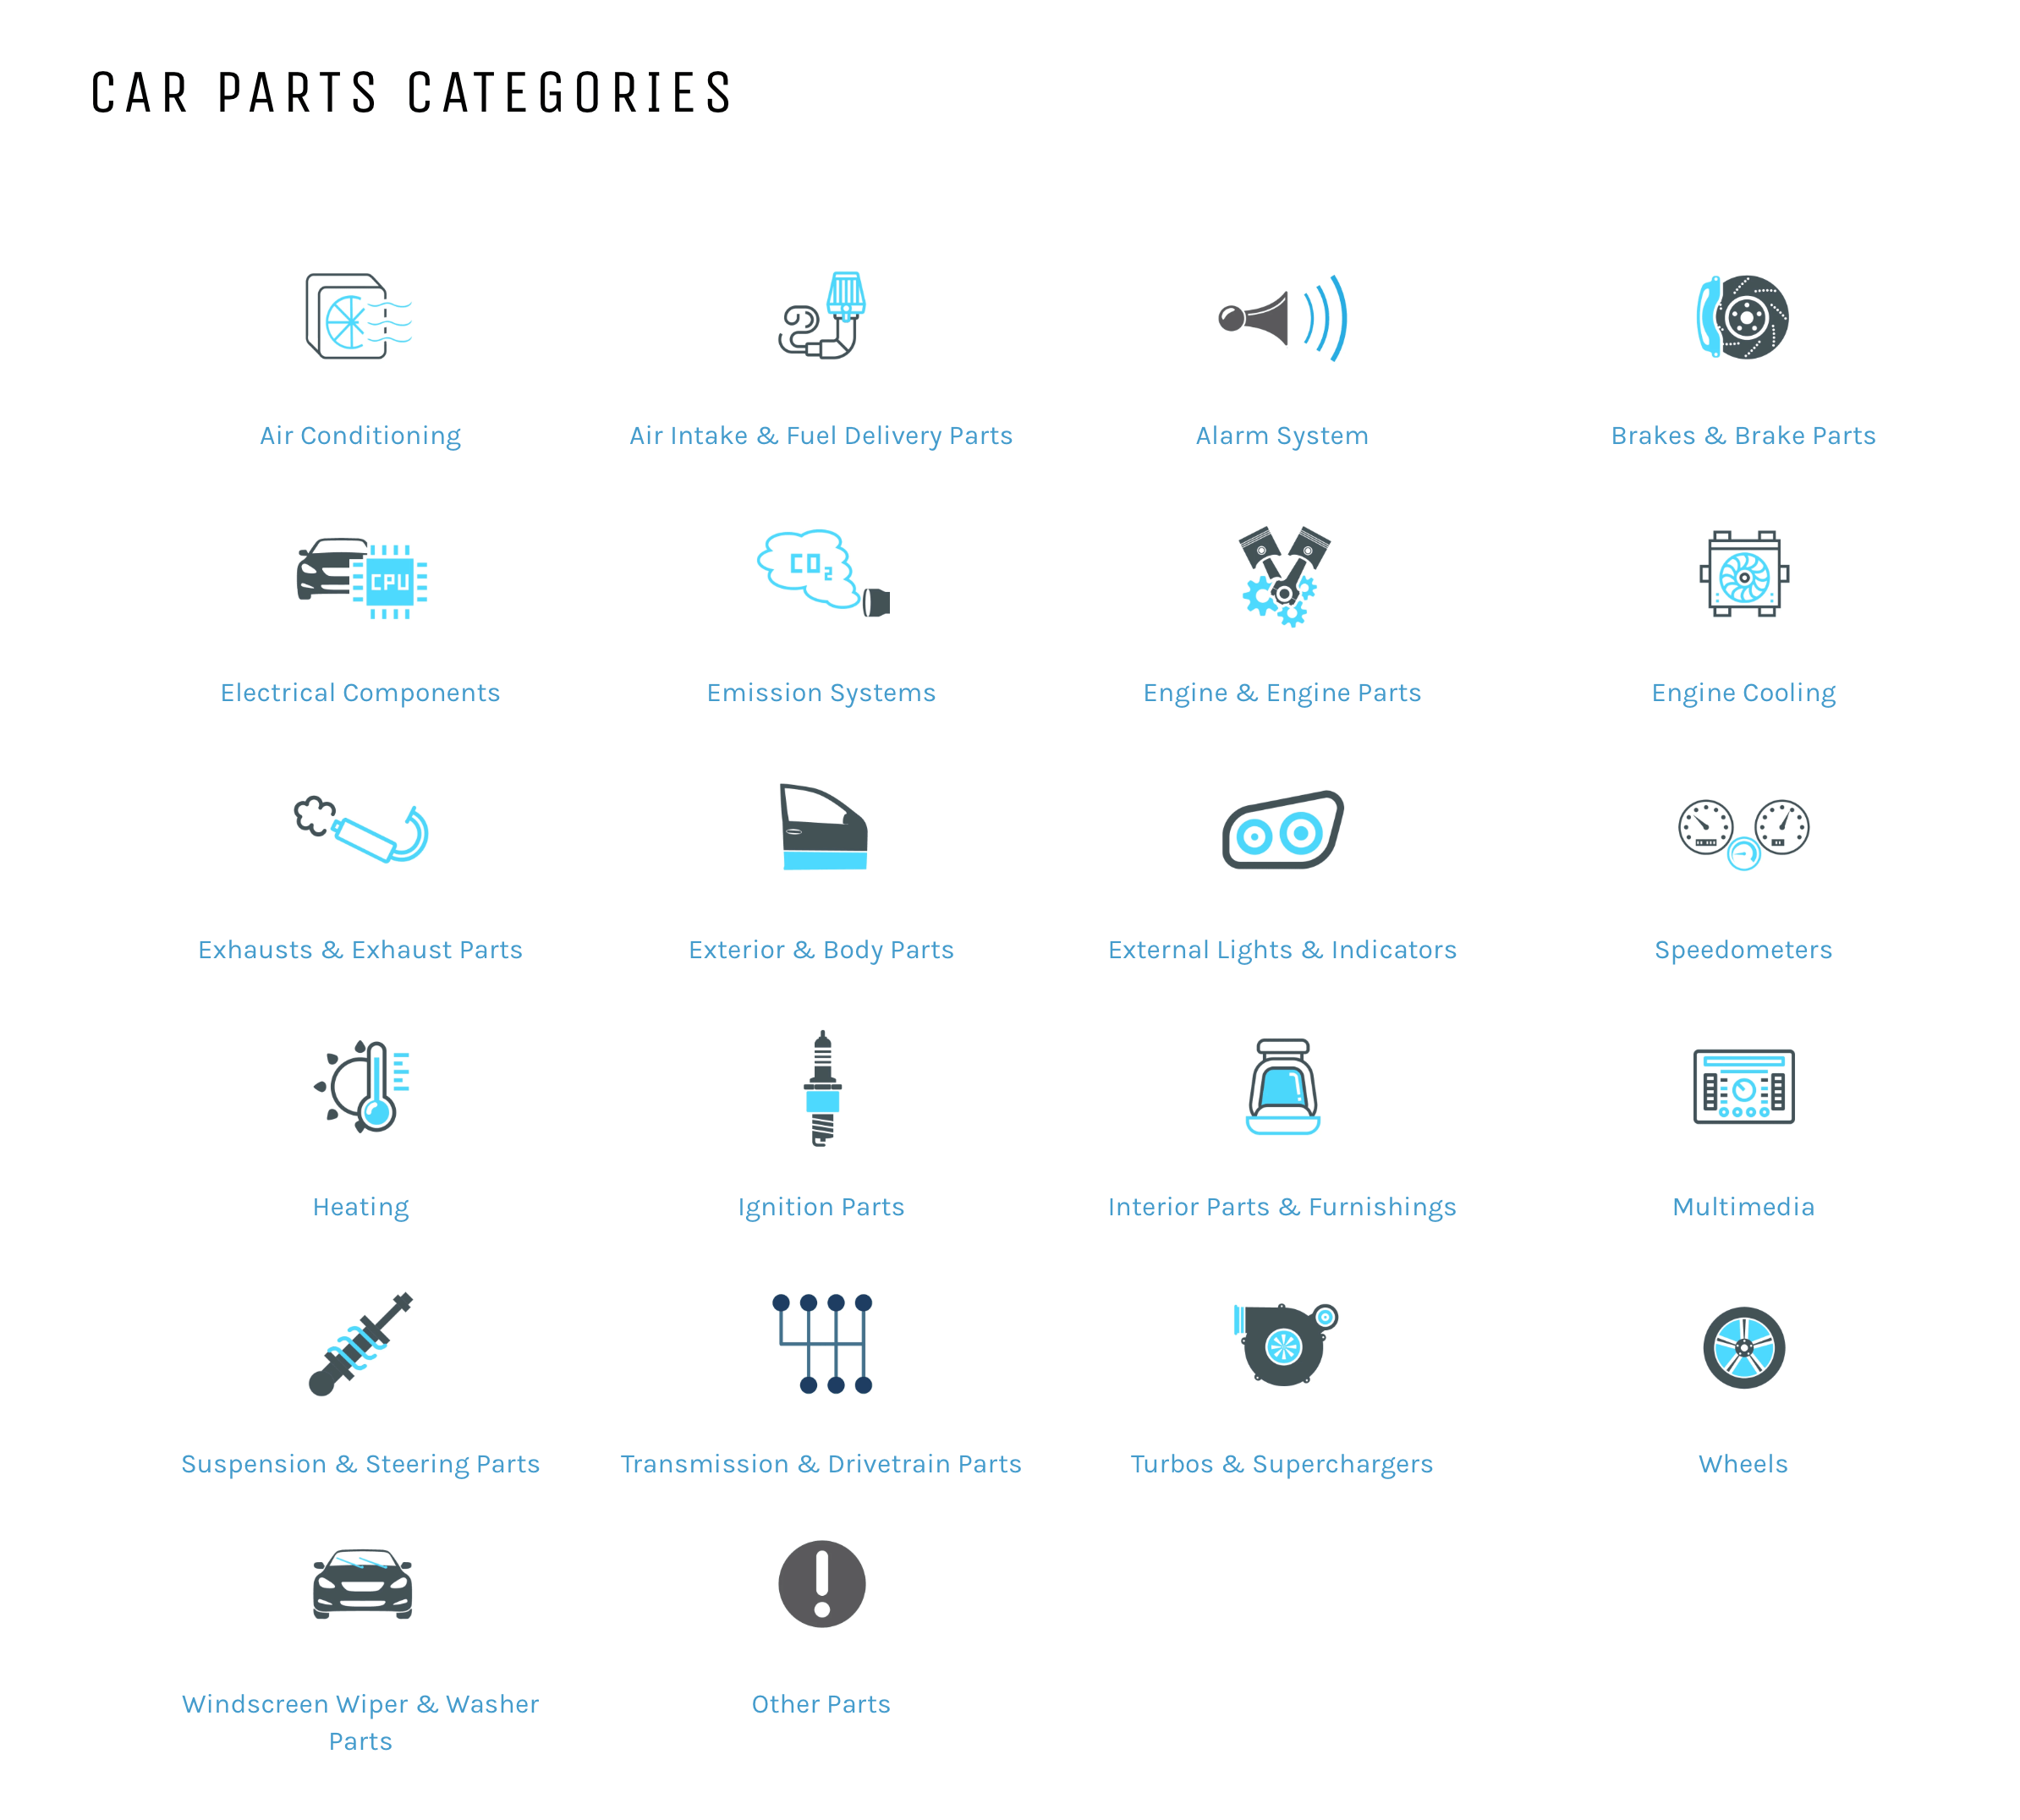 CAR PARTS CATEGORIES
Air Conditioning
Air Intake & Fuel Delivery Parts
Alarm System
Brakes & Brake Parts
CPU
CO2
Electrical Components
Emission Systems
Engine & Engine Parts
Engine Cooling
Exhausts & Exhaust Parts
Exterior & Body Parts
External Lights & Indicators
Speedometers
Heating
Ignition Parts
Interior Parts & Furnishings
Multimedia
Suspension & Steering Parts
Transmission & Drivetrain Parts
Turbos & Superchargers
Wheels
Windscreen Wiper & Washer
Parts
Other Parts